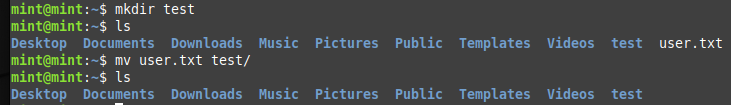 mint@mint:~$ mkdir test
mint@mint:~$ ls
Desktop Documents Downloads Music Pictures Public Templates Videos test user.txt
mint@mint:~$ mv user.txt test/
mint@mint:~$ ls
Desktop Documents Downloads Music Pictures Public Templates Videos test